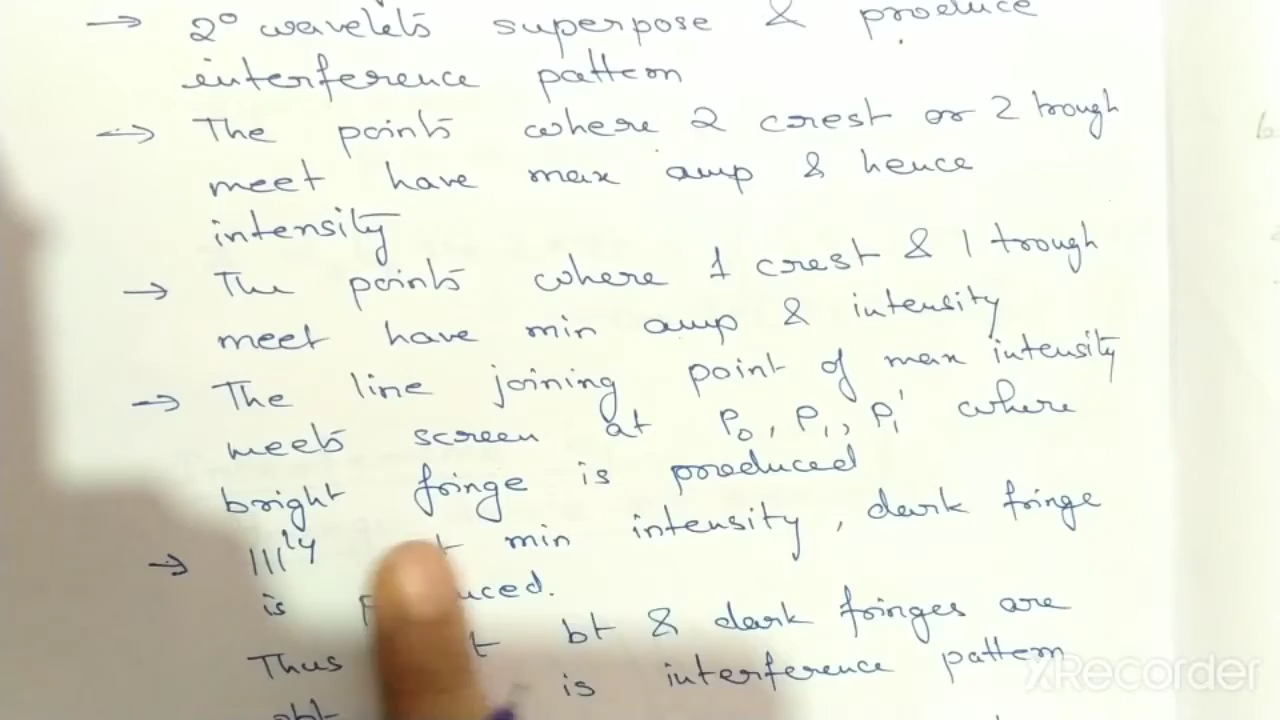 → 2° wavelets superpose & produce
interference pattern
→ The points where 2 crest or 2 trough
meet have max amp & hence
intensity
→ The points where 1 crest & 1 trough
meet have min amp & intensity
→ The line joining point of max intensity
meets screen at P₀, P₁, P₁' where
bright fringe is produced
→ |||ly min intensity, dark fringe
is
Thus bt & dark fringes are
is interference pattern
XRecorder